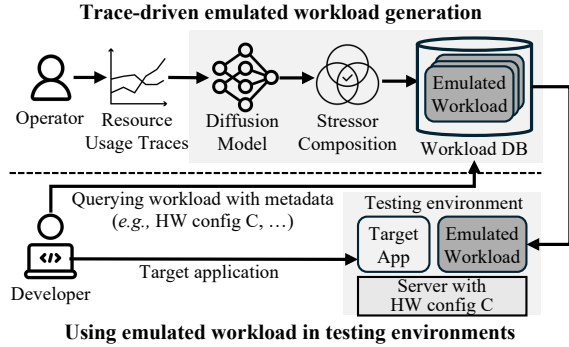 Trace-driven emulated workload generation
Operator
Resource
Usage Traces
Diffusion
Model
Stressor
Composition
Emulated
Workload
Workload DB
Querying workload with metadata
(e.g., HW config C, …)
Testing environment
Target
App
Emulated
Workload
</>
Target application
Developer
Server with
HW config C
Using emulated workload in testing environments